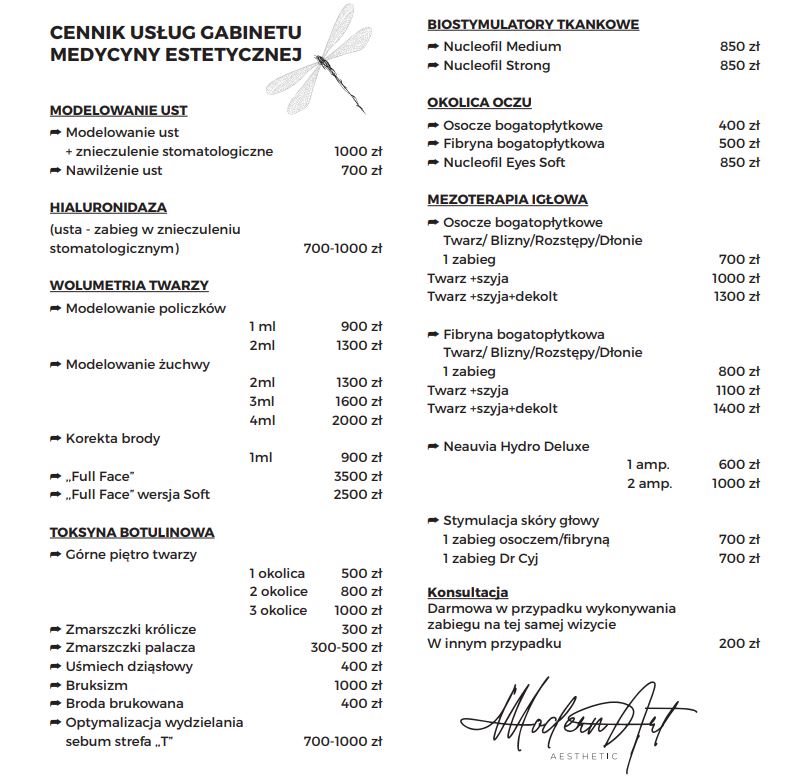 CENNIK USŁUG GABINETU
MEDYCYNY ESTETYCZNEJ
MODELOWANIE UST
➦ Modelowanie ust
+ znieczulenie stomatologiczne 1000 zł
➦ Nawilżenie ust 700 zł
HIALURONIDAZA
(usta - zabieg w znieczuleniu
stomatologicznym) 700-1000 zł
WOLUMETRIA TWARZY
➦ Modelowanie policzków
1 ml 900 zł
2ml 1300 zł
➦ Modelowanie żuchwy
2ml 1300 zł
3ml 1600 zł
4ml 2000 zł
➦ Korekta brody
1ml 900 zł
➦ „Full Face” 3500 zł
➦ „Full Face” wersja Soft 2500 zł
TOKSYNA BOTULINOWA
➦ Górne piętro twarzy
1 okolica 500 zł
2 okolice 800 zł
3 okolice 1000 zł
➦ Zmarszczki królicze 300 zł
➦ Zmarszczki palacza 300-500 zł
➦ Uśmiech dziąsłowy 400 zł
➦ Bruksizm 1000 zł
➦ Broda brukowana 400 zł
➦ Optymalizacja wydzielania
sebum strefa „T” 700-1000 zł
BIOSTYMULATORY TKANKOWE
➦ Nucleofil Medium 850 zł
➦ Nucleofil Strong 850 zł
OKOLICA OCZU
➦ Osocze bogatopłytkowe 400 zł
➦ Fibryna bogatopłytkowa 500 zł
➦ Nucleofil Eyes Soft 850 zł
MEZOTERAPIA IGŁOWA
➦ Osocze bogatopłytkowe
Twarz/ Blizny/Rozstępy/Dłonie
1 zabieg 700 zł
Twarz +szyja 1000 zł
Twarz +szyja+dekolt 1300 zł
➦ Fibryna bogatopłytkowa
Twarz/ Blizny/Rozstępy/Dłonie
1 zabieg 800 zł
Twarz +szyja 1100 zł
Twarz +szyja+dekolt 1400 zł
➦ Neauvia Hydro Deluxe
1 amp. 600 zł
2 amp. 1000 zł
➦ Stymulacja skóry głowy
1 zabieg osoczem/fibryną 700 zł
1 zabieg Dr Cyj 700 zł
Konsultacja
Darmowa w przypadku wykonywania
zabiegu na tej samej wizycie
W innym przypadku 200 zł
Modern Art
AESTHETIC